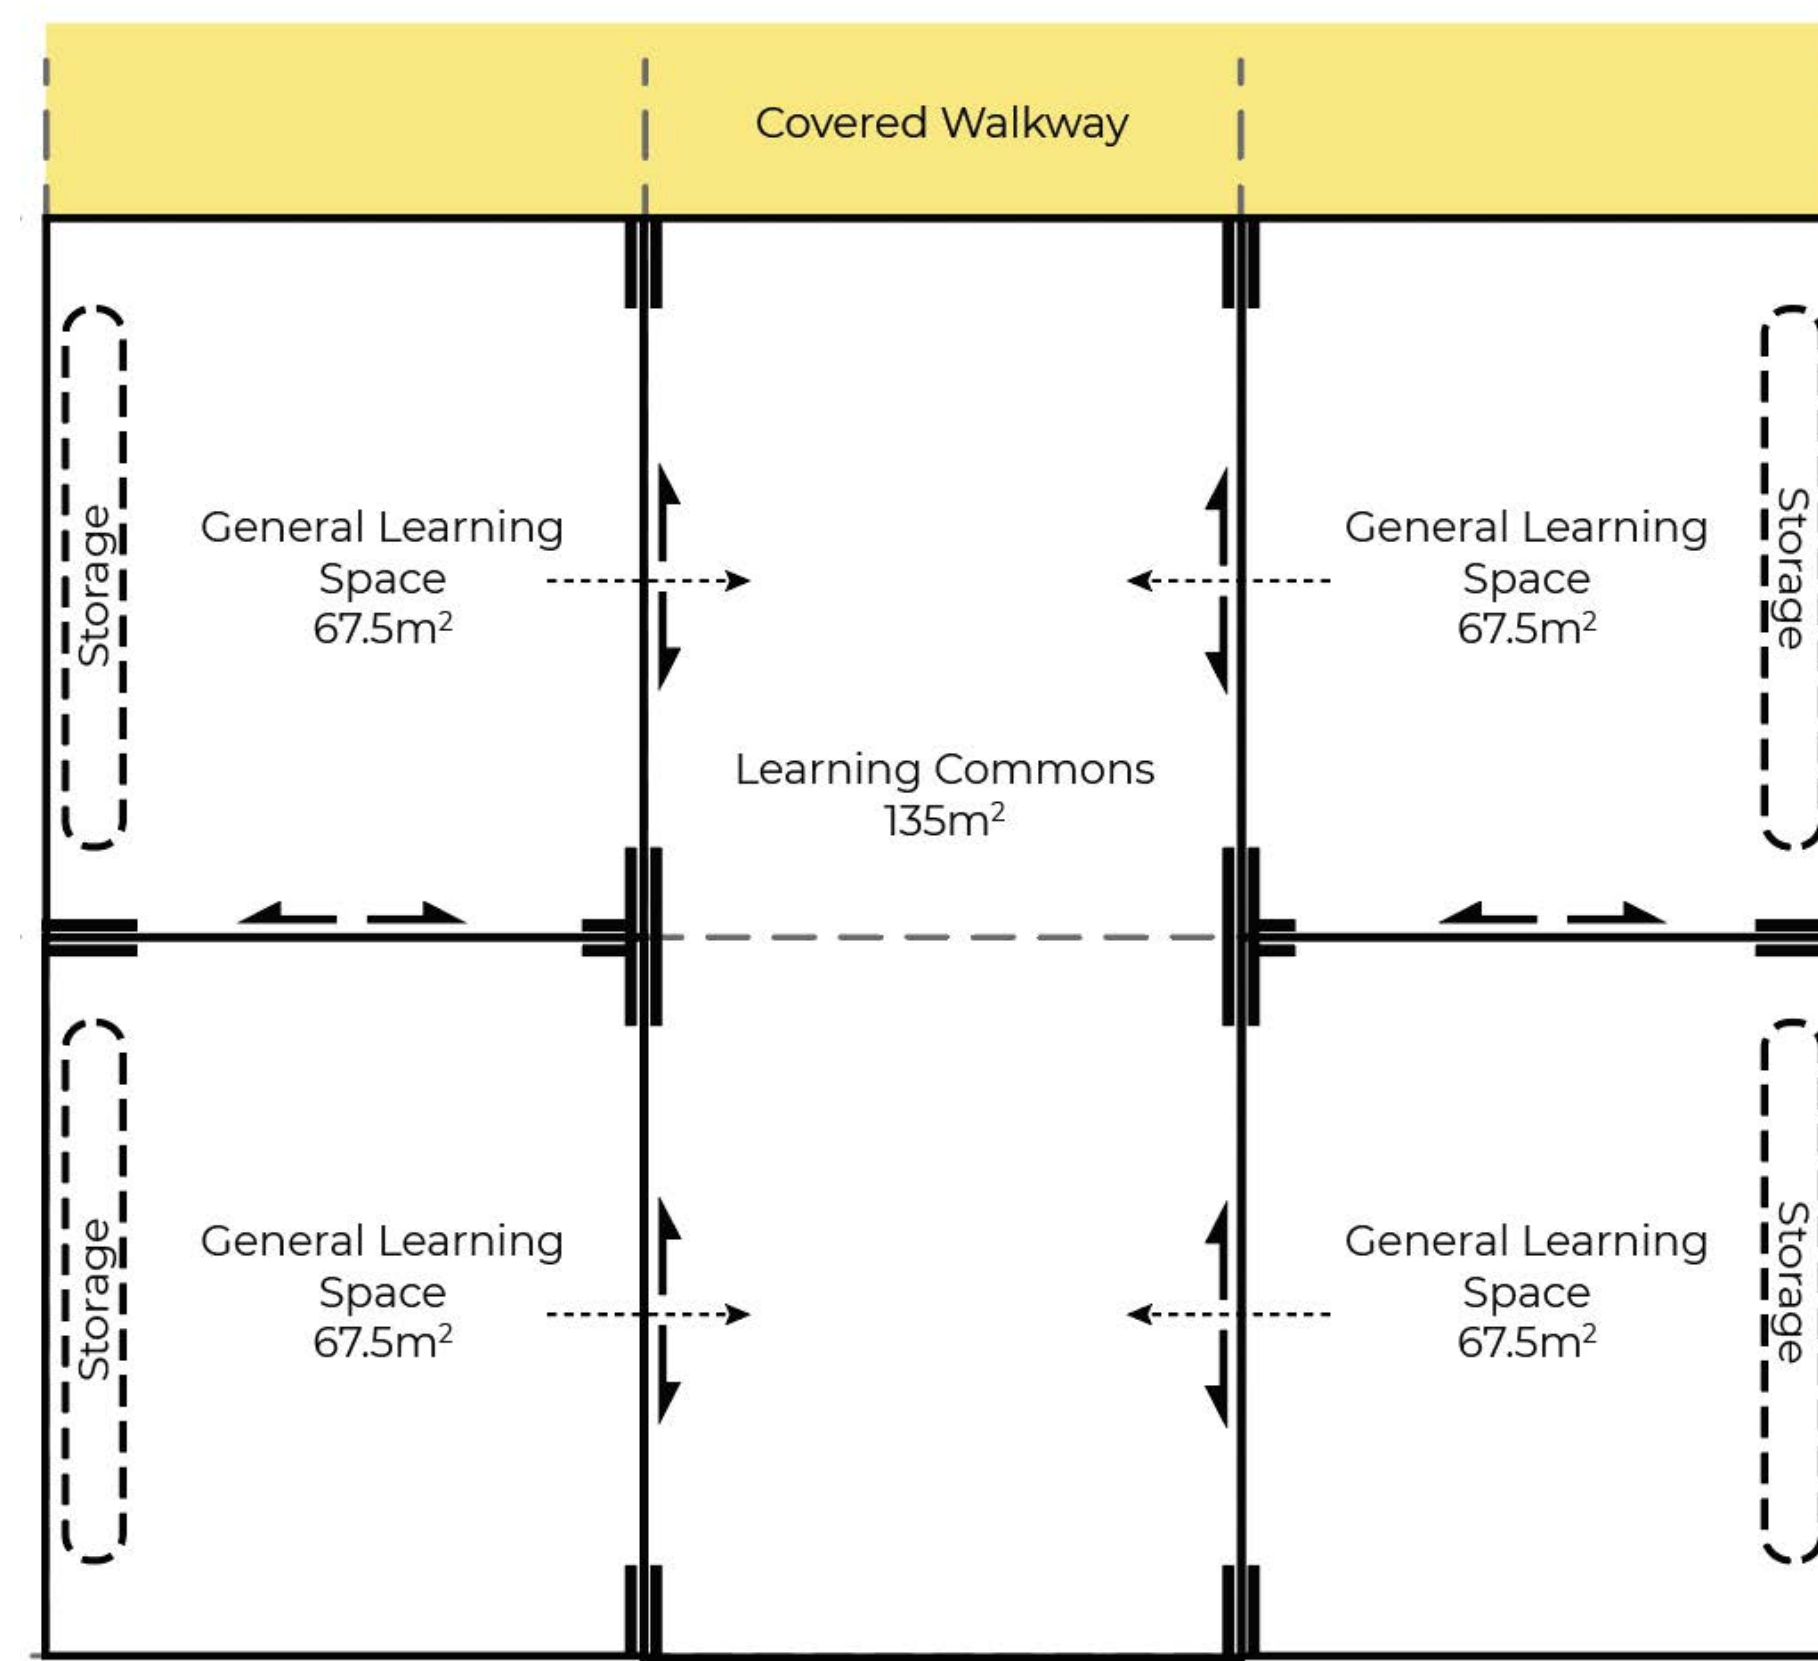 Covered Walkway
Storage
General Learning
Space
67.5m²
General Learning
Space
67.5m²
Storage
Learning Commons
135m²
Storage
General Learning
Space
67.5m²
General Learning
Space
67.5m²
Storage